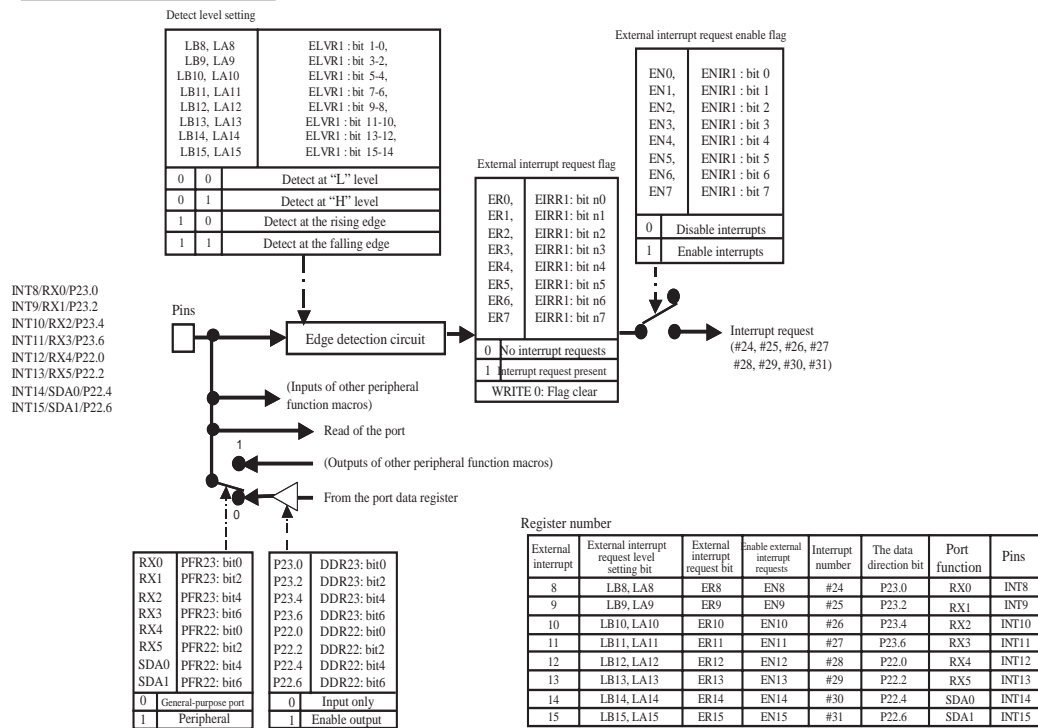 Detect level setting
LB8, LA8 ELVR1 : bit 1-0,
LB9, LA9 ELVR1 : bit 3-2,
LB10, LA10 ELVR1 : bit 5-4,
LB11, LA11 ELVR1 : bit 7-6,
LB12, LA12 ELVR1 : bit 9-8,
LB13, LA13 ELVR1 : bit 11-10,
LB14, LA14 ELVR1 : bit 13-12,
LB15, LA15 ELVR1 : bit 15-14
0 0 Detect at “L” level
0 1 Detect at “H” level
1 0 Detect at the rising edge
1 1 Detect at the falling edge
External interrupt request enable flag
EN0, ENIR1 : bit 0
EN1, ENIR1 : bit 1
EN2, ENIR1 : bit 2
EN3, ENIR1 : bit 3
EN4, ENIR1 : bit 4
EN5, ENIR1 : bit 5
EN6, ENIR1 : bit 6
EN7 ENIR1 : bit 7
0 Disable interrupts
1 Enable interrupts
External interrupt request flag
ER0, EIRR1: bit n0
ER1, EIRR1: bit n1
ER2, EIRR1: bit n2
ER3, EIRR1: bit n3
ER4, EIRR1: bit n4
ER5, EIRR1: bit n5
ER6, EIRR1: bit n6
ER7 EIRR1: bit n7
0 No interrupt requests
1 Interrupt request present
WRITE 0: Flag clear
INT8/RX0/P23.0
INT9/RX1/P23.2
INT10/RX2/P23.4
INT11/RX3/P23.6
INT12/RX4/P22.0
INT13/RX5/P22.2
INT14/SDA0/P22.4
INT15/SDA1/P22.6
Pins
Edge detection circuit
Interrupt request
(#24, #25, #26, #27
#28, #29, #30, #31)
(Inputs of other peripheral
function macros)
Read of the port
1
(Outputs of other peripheral function macros)
From the port data register
0
RX0 PFR23: bit0
RX1 PFR23: bit2
RX2 PFR23: bit4
RX3 PFR23: bit6
RX4 PFR22: bit0
RX5 PFR22: bit2
SDA0 PFR22: bit4
SDA1 PFR22: bit6
0 General-purpose port
1 Peripheral
P23.0 DDR23: bit0
P23.2 DDR23: bit2
P23.4 DDR23: bit4
P23.6 DDR23: bit6
P22.0 DDR22: bit0
P22.2 DDR22: bit2
P22.4 DDR22: bit4
P22.6 DDR22: bit6
0 Input only
1 Enable output
Register number
External interrupt External interrupt request level setting bit External interrupt request bit Enable external interrupt requests Interrupt number The data direction bit Port function Pins
8 LB8, LA8 ER8 EN8 #24 P23.0 RX0 INT8
9 LB9, LA9 ER9 EN9 #25 P23.2 RX1 INT9
10 LB10, LA10 ER10 EN10 #26 P23.4 RX2 INT10
11 LB11, LA11 ER11 EN11 #27 P23.6 RX3 INT11
12 LB12, LA12 ER12 EN12 #28 P22.0 RX4 INT12
13 LB13, LA13 ER13 EN13 #29 P22.2 RX5 INT13
14 LB14, LA14 ER14 EN14 #30 P22.4 SDA0 INT14
15 LB15, LA15 ER15 EN15 #31 P22.6 SDA1 INT15